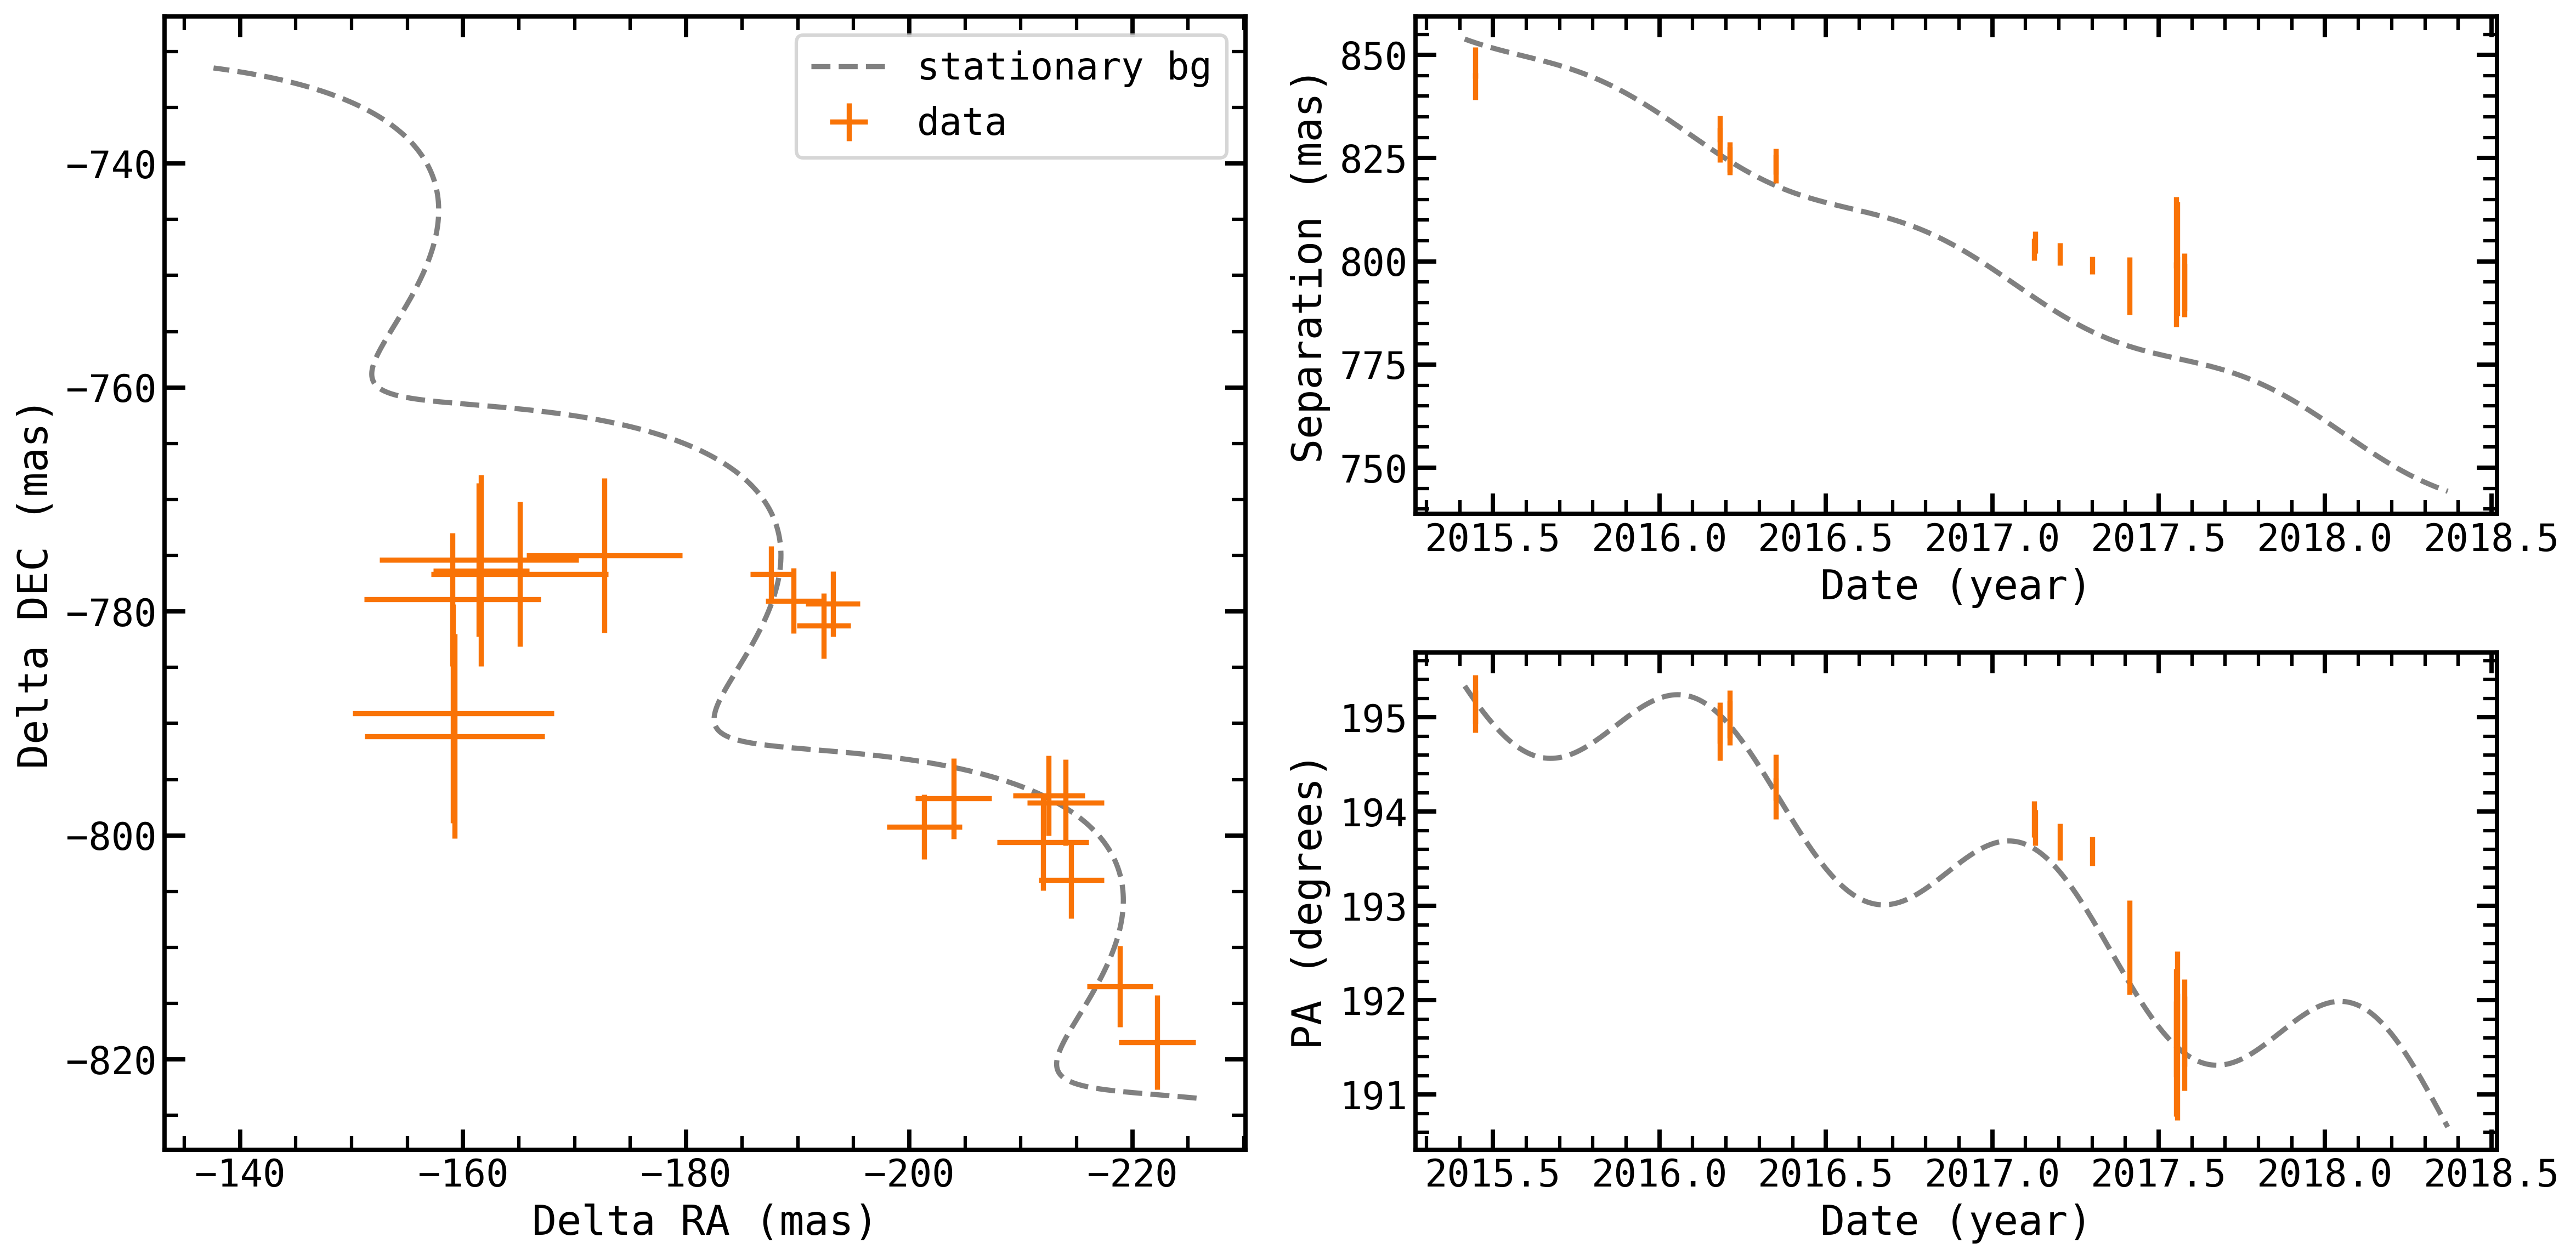 stationary bg
data
−740
−760
−780
−800
−820
Delta DEC (mas)
−140 −160 −180 −200 −220
Delta RA (mas)
850
825
800
775
750
Separation (mas)
2015.5 2016.0 2016.5 2017.0 2017.5 2018.0 2018.5
Date (year)
195
194
193
192
191
PA (degrees)
2015.5 2016.0 2016.5 2017.0 2017.5 2018.0 2018.5
Date (year)